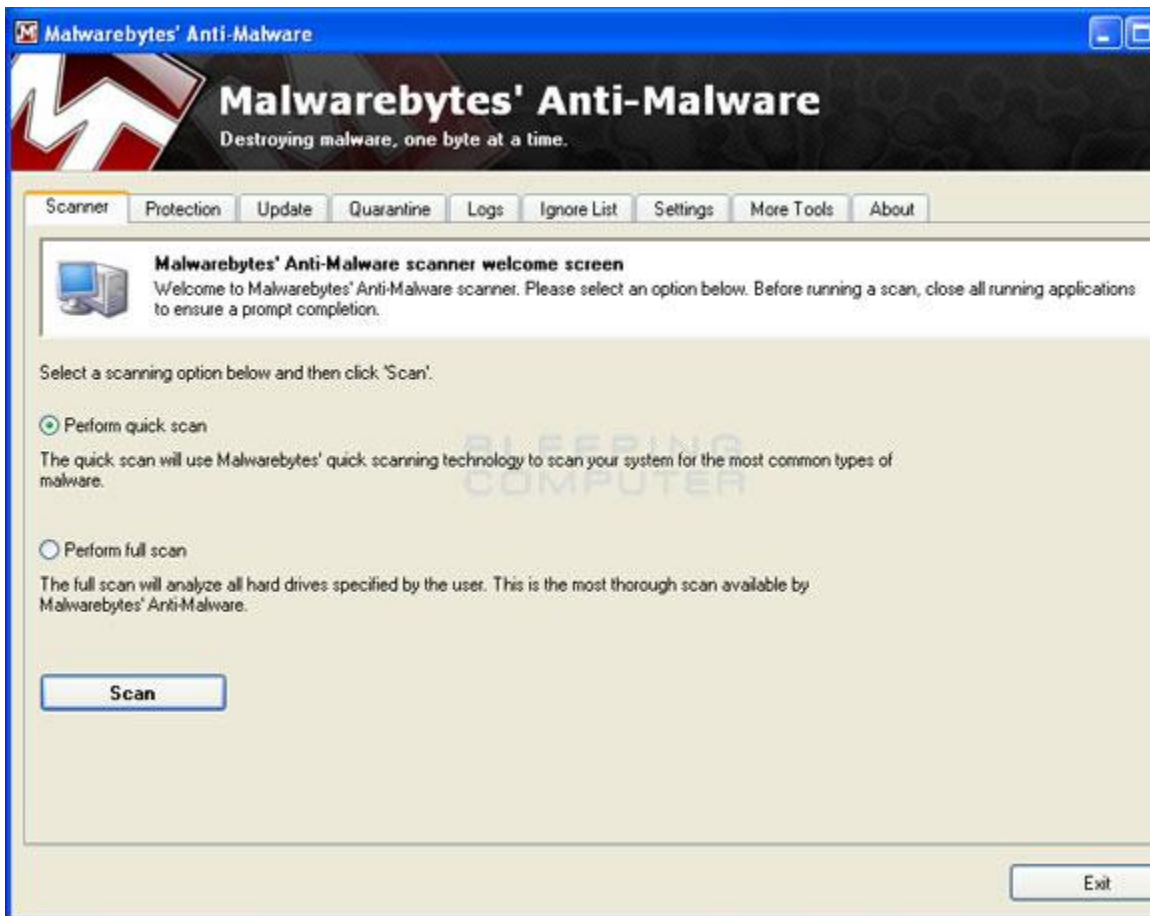 Malwarebytes' Anti-Malware
Malwarebytes' Anti-Malware
Destroying malware, one byte at a time.
Scanner Protection Update Quarantine Logs Ignore List Settings More Tools About
Malwarebytes' Anti-Malware scanner welcome screen
Welcome to Malwarebytes' Anti-Malware scanner. Please select an option below. Before running a scan, close all running applications
to ensure a prompt completion.
Select a scanning option below and then click 'Scan'.
Perform quick scan
BLEEPING
COMPUTER
The quick scan will use Malwarebytes' quick scanning technology to scan your system for the most common types of
malware.
Perform full scan
The full scan will analyze all hard drives specified by the user. This is the most thorough scan available by
Malwarebytes' Anti-Malware.
Scan
Exit